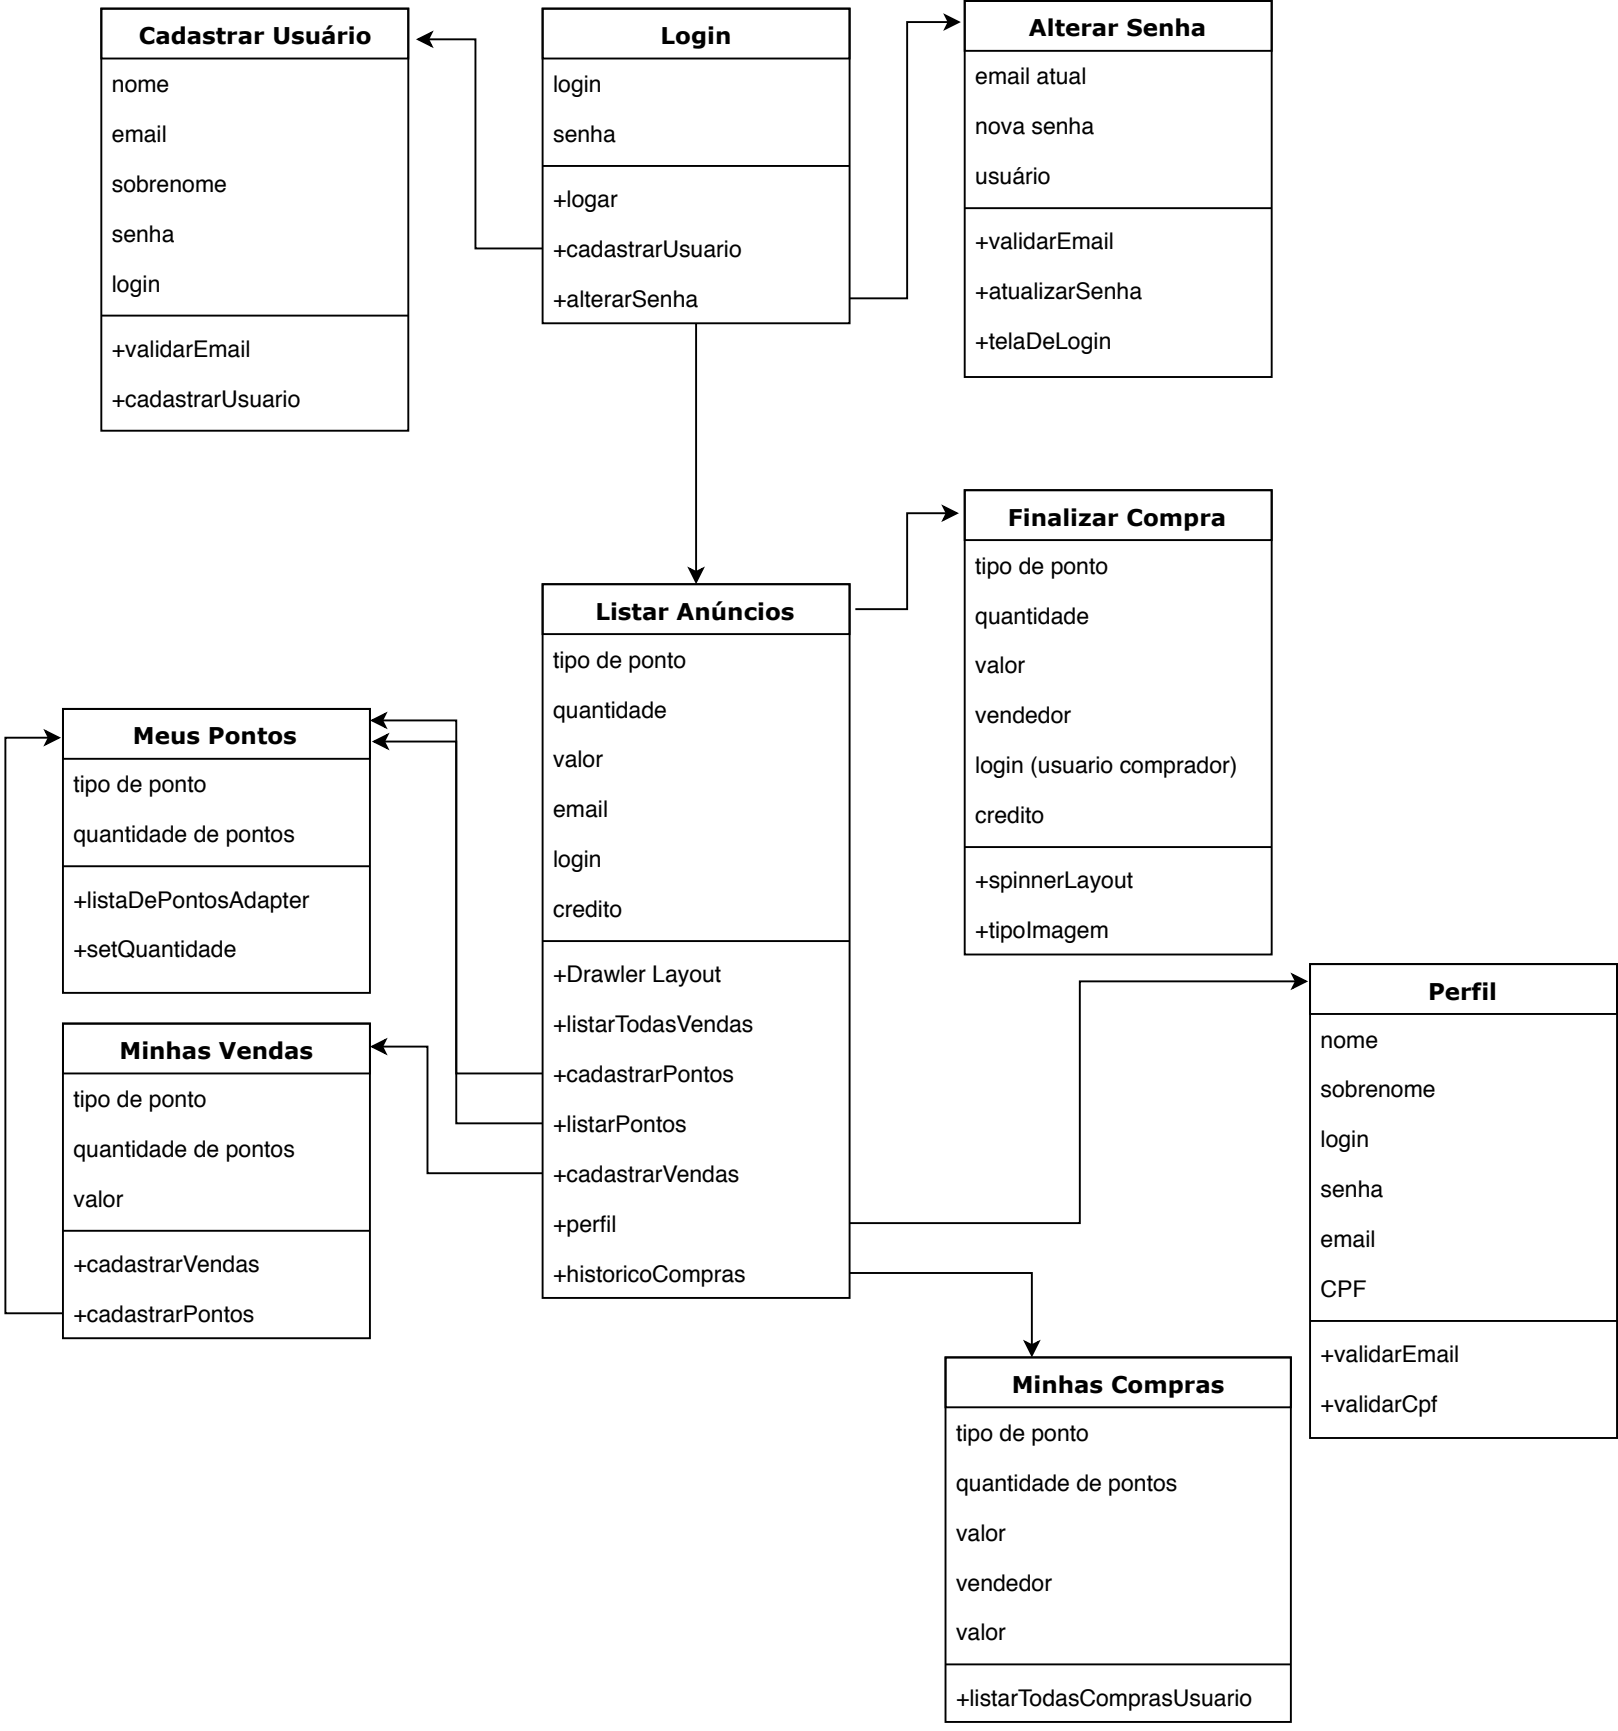 Cadastrar Usuário
nome
email
sobrenome
senha
login
+validarEmail
+cadastrarUsuario
Login
login
senha
+logar
+cadastrarUsuario
+alterarSenha
Alterar Senha
email atual
nova senha
usuário
+validarEmail
+atualizarSenha
+telaDeLogin
Finalizar Compra
tipo de ponto
quantidade
valor
vendedor
login (usuario comprador)
credito
+spinnerLayout
+tipoImagem
Listar Anúncios
tipo de ponto
quantidade
valor
email
login
credito
+Drawler Layout
+listarTodasVendas
+cadastrarPontos
+listarPontos
+cadastrarVendas
+perfil
+historicoCompras
Meus Pontos
tipo de ponto
quantidade de pontos
+listaDePontosAdapter
+setQuantidade
Minhas Vendas
tipo de ponto
quantidade de pontos
valor
+cadastrarVendas
+cadastrarPontos
Perfil
nome
sobrenome
login
senha
email
CPF
+validarEmail
+validarCpf
Minhas Compras
tipo de ponto
quantidade de pontos
valor
vendedor
valor
+listarTodasComprasUsuario